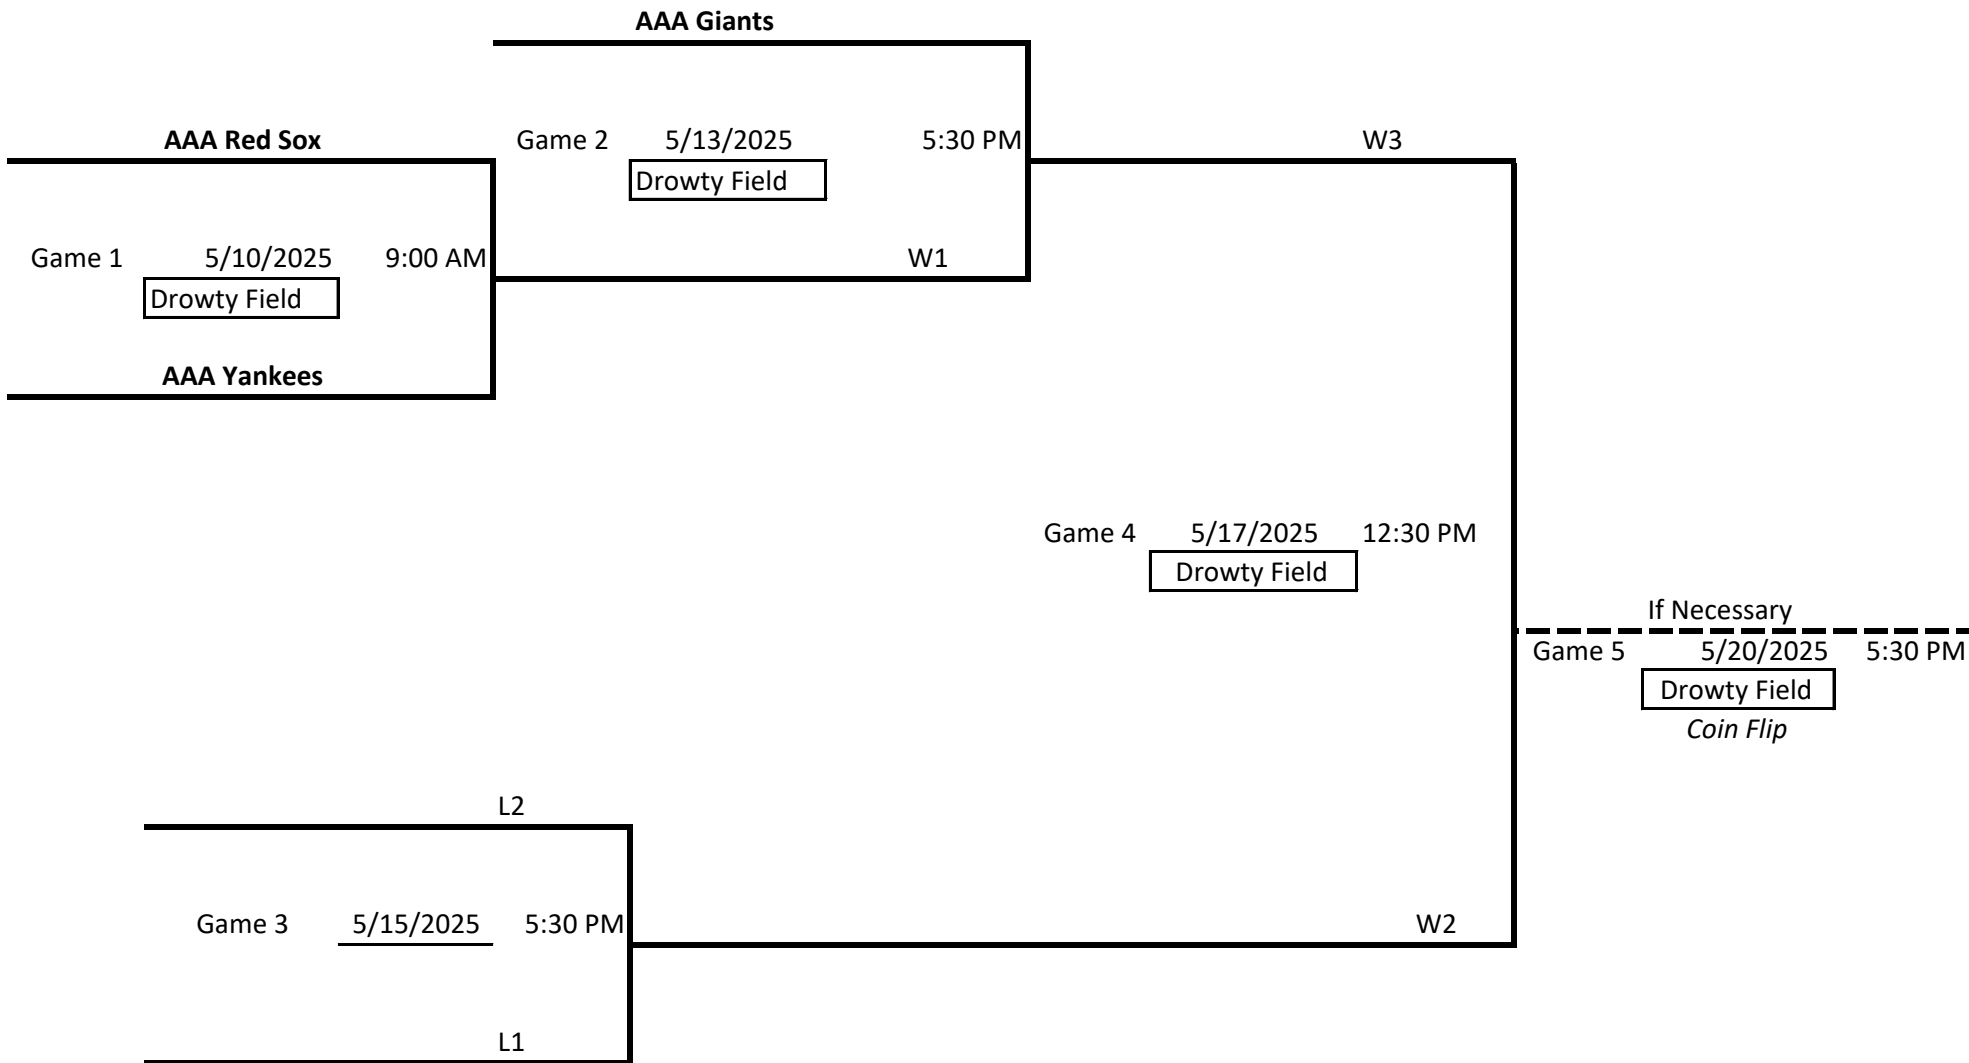 AAA Giants
AAA Red Sox
Game 2 5/13/2025 5:30 PM
W3
Drowty Field
Game 1 5/10/2025 9:00 AM
W1
Drowty Field
AAA Yankees
Game 4 5/17/2025 12:30 PM
Drowty Field
If Necessary
Game 5 5/20/2025 5:30 PM
Drowty Field
Coin Flip
L2
Game 3 5/15/2025 5:30 PM
W2
L1